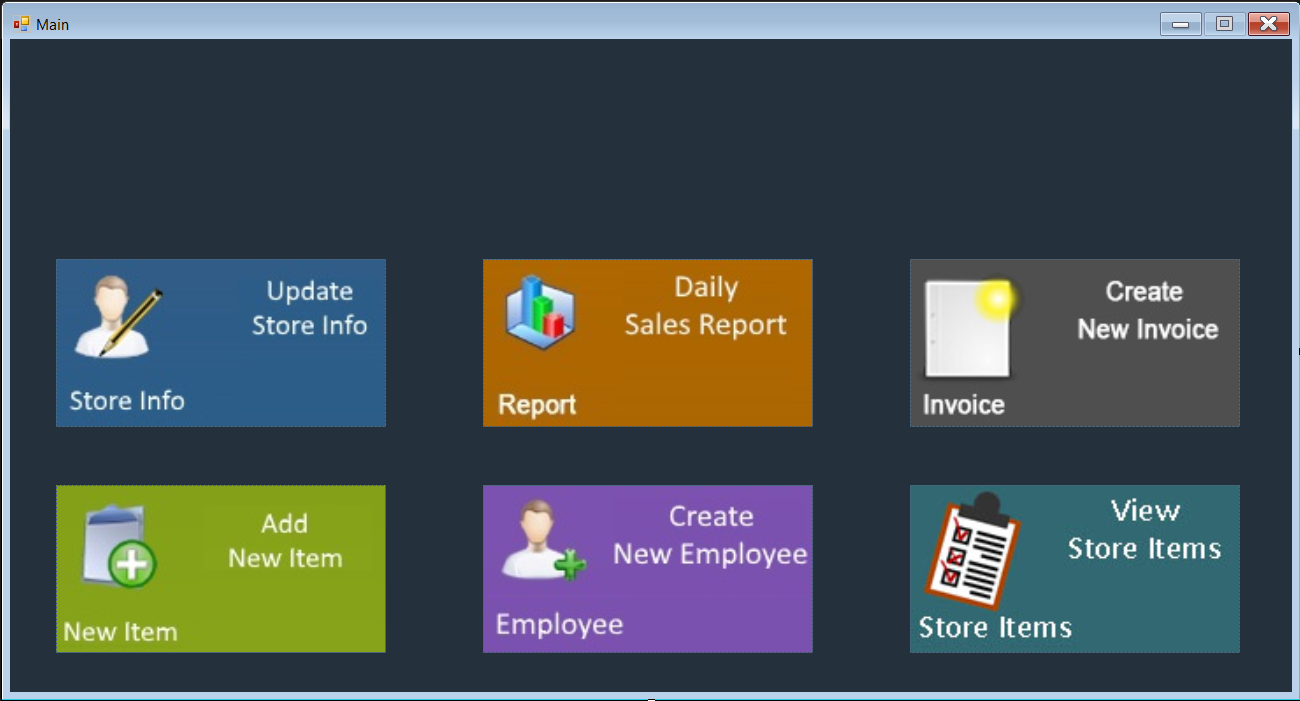 Main
Update
Store Info
Store Info
Daily
Sales Report
Report
Create
New Invoice
Invoice
Add
New Item
New Item
Create
New Employee
Employee
View
Store Items
Store Items